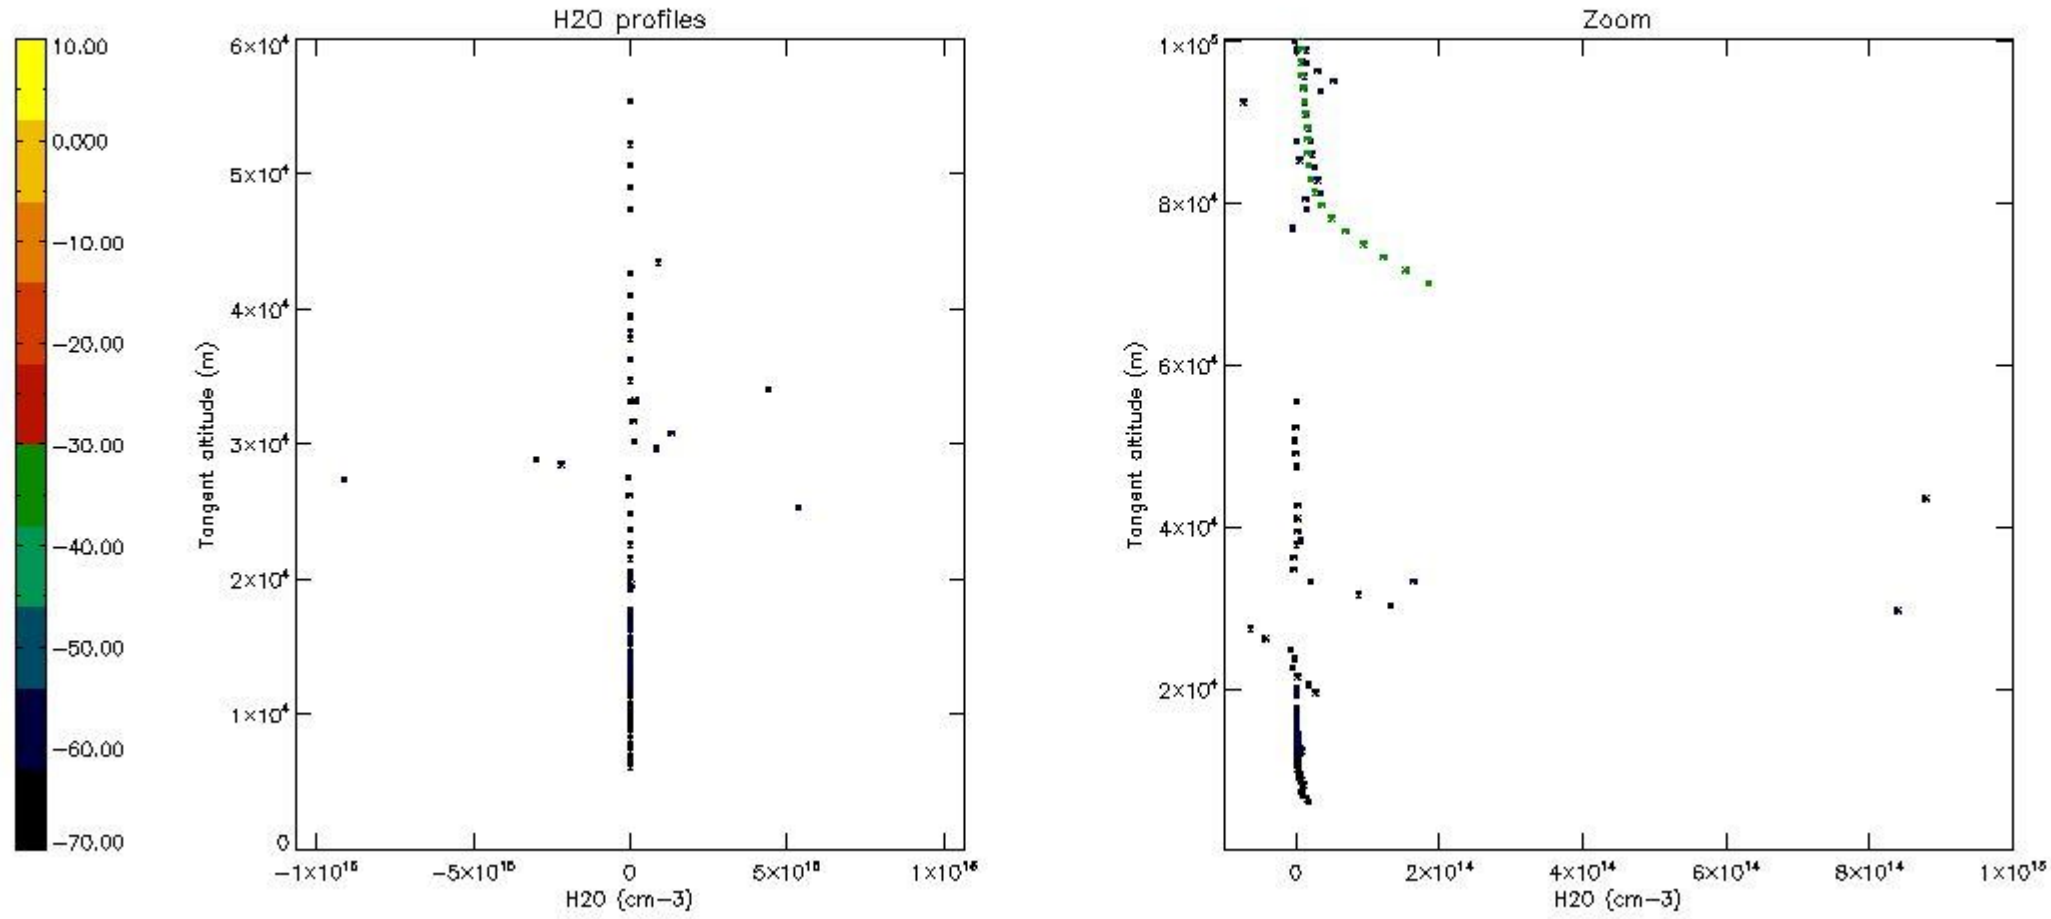 H2O profiles
10.00
0.000
−10.00
−20.00
−30.00
−40.00
−50.00
−60.00
−70.00
Tangent altitude (m)
6×10⁴
5×10⁴
4×10⁴
3×10⁴
2×10⁴
1×10⁴
0
−1×10¹⁶ −5×10¹⁵ 0 5×10¹⁵ 1×10¹⁶
H2O {cm−3}
Zoom
Tangent altitude (m)
1×10⁵
8×10⁴
6×10⁴
4×10⁴
2×10⁴
0 2×10¹⁴ 4×10¹⁴ 6×10¹⁴ 8×10¹⁴ 1×10¹⁵
H2O {cm−3}